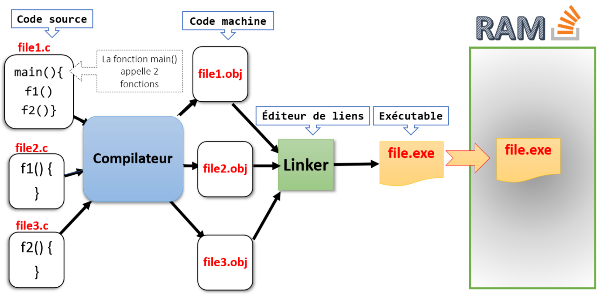 Code source
file1.c
main(){
f1()
f2()}
La fonction main()
appelle 2
fonctions
file2.c
f1() {
}
file3.c
f2() {
}
Compilateur
Code machine
file1.obj
file2.obj
file3.obj
Éditeur de liens
Linker
Exécutable
file.exe
RAM
file.exe